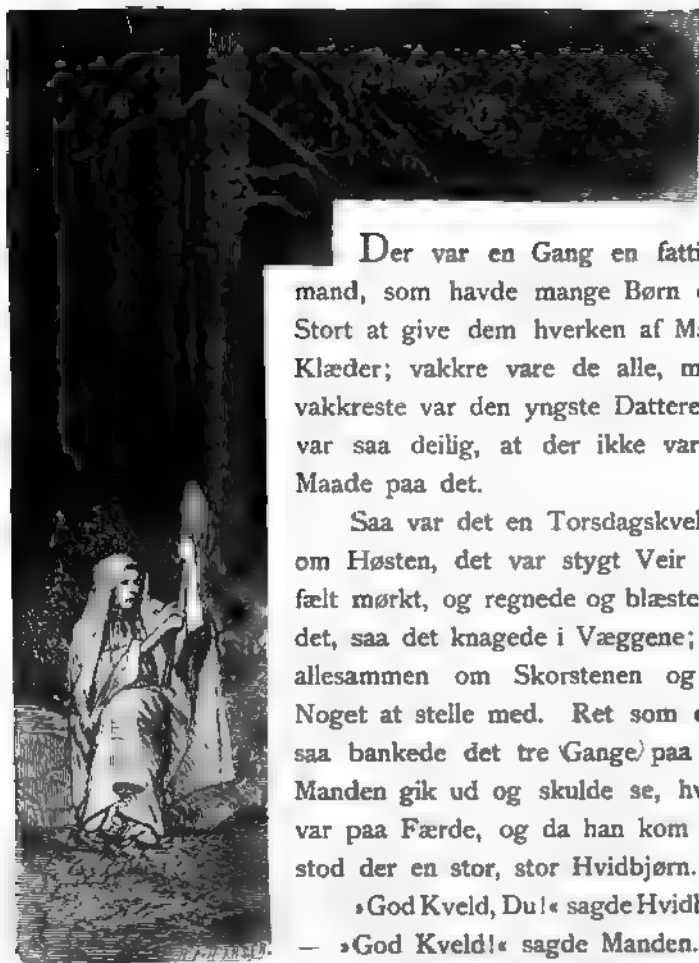 Der var en Gang en fatti
mand, som havde mange Børn
Stort at give dem hverken af Ma
Klæder; vakkre vare de alle, m
vakkreste var den yngste Dattere
var saa deilig, at der ikke var
Maade paa det.
Saa var det en Torsdagskvel
om Høsten, det var stygt Veir
fælt mørkt, og regnede og blæste
det, saa det knagede i Væggene;
allesammen om Skorstenen og
Noget at stelle med. Ret som
saa bankede det tre Gange paa
Manden gik ud og skulde se, hv
var paa Færde, og da han kom
stod der en stor, stor Hvidbjørn.
»God Kveld, Du!« sagde Hvidb
— »God Kveld!« sagde Manden.